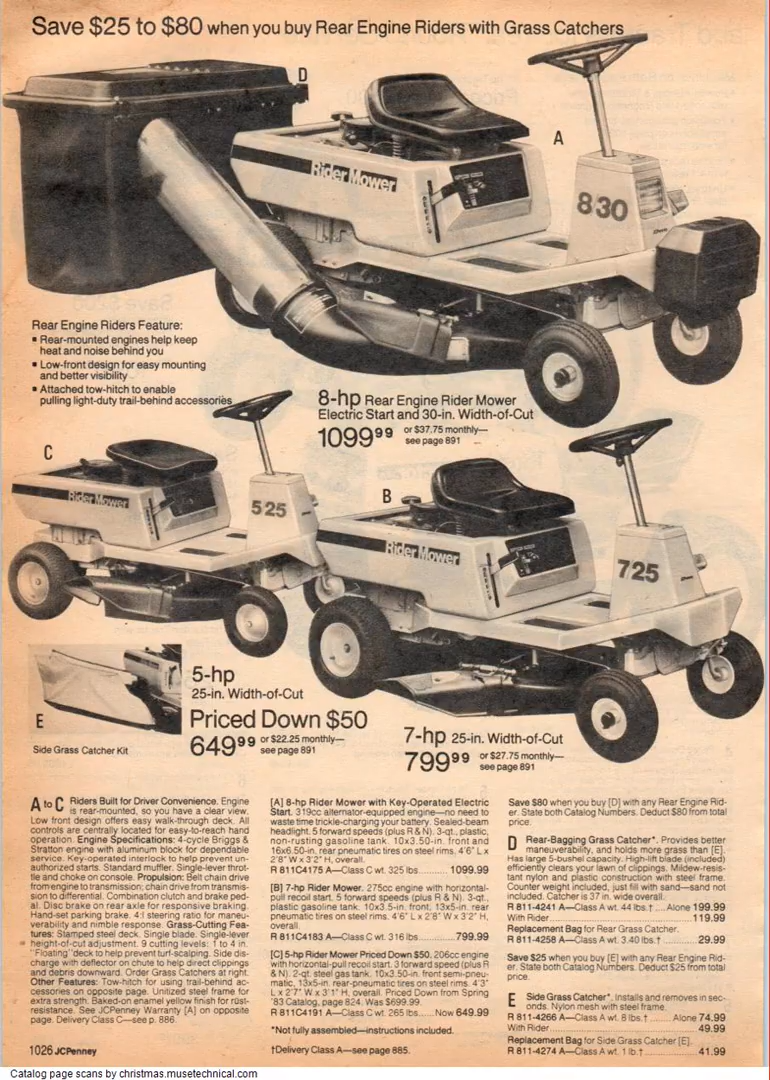 Save $25 to $80 when you buy Rear Engine Riders with Grass Catchers
D
A
Rider Mower
830
Rear Engine Riders Feature:
▪ Rear-mounted engines help keep
heat and noise behind you
▪ Low-front design for easy mounting
and better visibility
▪ Attached tow-hitch to enable
pulling light-duty trail-behind accessories
8-hp Rear Engine Rider Mower
Electric Start and 30-in. Width-of-Cut
1099⁹⁹ or $37.75 monthly—
see page 891
C
Rider Mower
525
B
Rider Mower
725
E
Side Grass Catcher Kit
5-hp
25-in. Width-of-Cut
Priced Down $50
649⁹⁹ or $22.25 monthly—
see page 891
7-hp 25-in. Width-of-Cut
799⁹⁹ or $27.75 monthly—
see page 891
A to C Riders Built for Driver Convenience. Engine
is rear-mounted, so you have a clear view.
Low front design offers easy walk-through deck. All
controls are centrally located for easy-to-reach hand
operation. Engine Specifications: 4-cycle Briggs &
Stratton engine with aluminum block for dependable
service. Key-operated interlock to help prevent un-
authorized starts. Standard muffler. Single-lever throt-
tle and choke on console. Propulsion: Belt chain drive
from engine to transmission; chain drive from transmis-
sion to differential. Combination clutch and brake ped-
al. Disc brake on rear axle for responsive braking.
Hand-set parking brake. 4:1 steering ratio for maneu-
verability and nimble response. Grass-Cutting Fea-
tures: Stamped steel deck. Single blade. Single-lever
height-of-cut adjustment. 9 cutting levels: 1 to 4 in.
"Floating" deck to help prevent turf-scalping. Side dis-
charge with deflector on chute to help direct clippings
and debris downward. Order Grass Catchers at right.
Other Features: Tow-hitch for using trail-behind ac-
cessories on opposite page. Unitized steel frame for
extra strength. Baked-on enamel yellow finish for rust-
resistance. See JCPenney Warranty [A] on opposite
page. Delivery Class C—see p. 886.
1026 JCPenney
[A] 8-hp Rider Mower with Key-Operated Electric
Start. 319cc alternator-equipped engine—no need to
waste time trickle-charging your battery. Sealed-beam
headlight. 5 forward speeds (plus R & N). 3-qt., plastic,
non-rusting gasoline tank. 10x3.50-in. front and
16x6.50-in. rear pneumatic tires on steel rims. 4'6" L x
2'8" W x 3'2" H, overall.
R 811C4175 A—Class C wt. 325 lbs.......... 1099.99
[B] 7-hp Rider Mower. 275cc engine with horizontal-
pull recoil start. 5 forward speeds (plus R & N). 3-qt.,
plastic gasoline tank. 10x3.5-in. front; 13x5-in. rear
pneumatic tires on steel rims. 4'6" L x 2'8" W x 3'2" H,
overall.
R 811C4183 A—Class C wt. 316 lbs.......... 799.99
[C] 5-hp Rider Mower Priced Down $50. 206cc engine
with horizontal-pull recoil start. 3 forward speed (plus R
& N). 2-qt. steel gas tank. 10x3.50-in. front semi-pneu-
matic, 13x5-in. rear-pneumatic tires on steel rims. 4'3"
L x 2'7" W x 3'1" H, overall. Priced Down from Spring
'83 Catalog, page 824. Was $699.99.
R 811C4191 A—Class C wt. 265 lbs...... Now 649.99
*Not fully assembled—instructions included.
†Delivery Class A—see page 885.
Save $80 when you buy [D] with any Rear Engine Rid-
er. State both Catalog Numbers. Deduct $80 from total
price.
D Rear-Bagging Grass Catcher*. Provides better
maneuverability, and holds more grass than [E].
Has large 5-bushel capacity. High-lift blade (included)
efficiently clears your lawn of clippings. Mildew-resis-
tant nylon and plastic construction with steel frame.
Counter weight included, just fill with sand—sand not
included. Catcher is 37 in. wide overall.
R 811-4241 A—Class A wt. 44 lbs.†.... Alone 199.99
With Rider.......... 119.99
Replacement Bag for Rear Grass Catcher.
R 811-4258 A—Class A wt. 3.40 lbs.†.......... 29.99
Save $25 when you buy [E] with any Rear Engine Rid-
er. State both Catalog Numbers. Deduct $25 from total
price.
E Side Grass Catcher*. Installs and removes in sec-
onds. Nylon mesh with steel frame.
R 811-4266 A—Class A wt. 8 lbs.†.......... Alone 74.99
With Rider.......... 49.99
Replacement Bag for Side Grass Catcher [E].
R 811-4274 A—Class A wt. 1 lb.†.......... 41.99
Catalog page scans by christmas.musetechnical.com